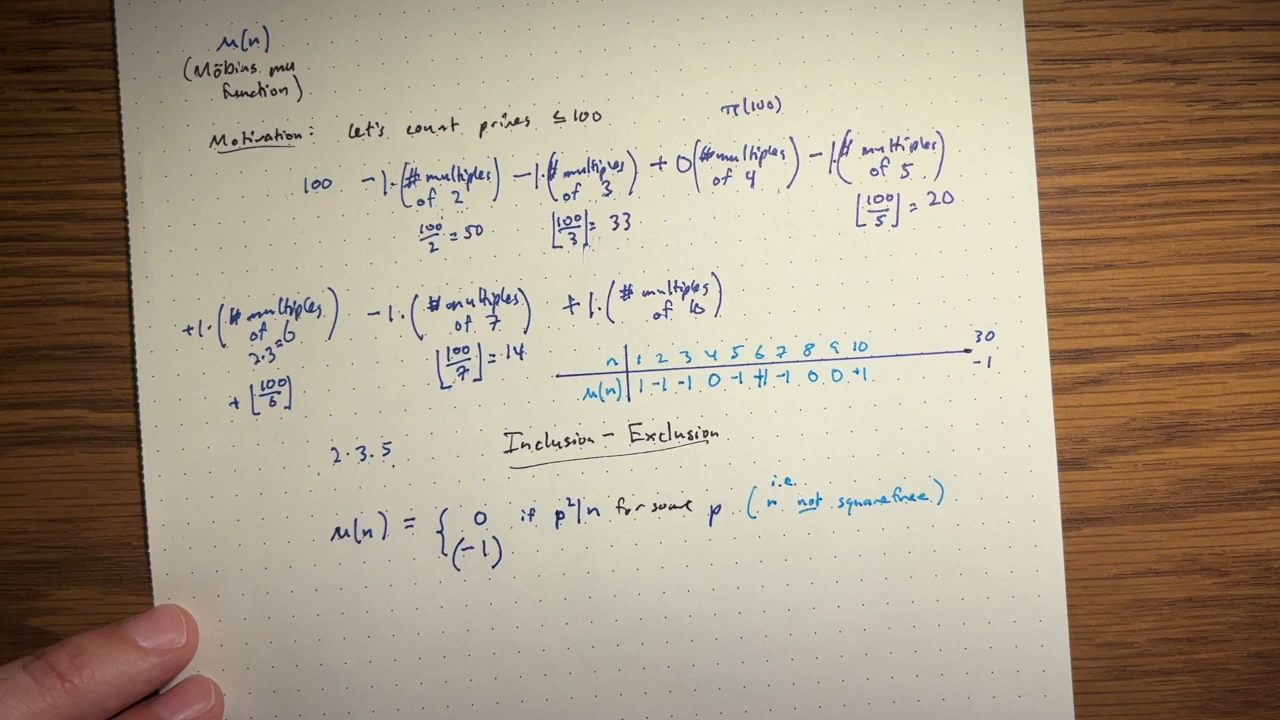 μ(n)
(Möbius mu
function)
Motivation: Let's count primes ≤ 100 π(100)
100 -1·(# multiples of 2) -1·(# multiples of 3) + 0(# multiples of 4) - 1·(# multiples of 5)
100/2 = 50 ⌊100/3⌋ = 33 ⌊100/5⌋ = 20
+1·(# multiples of 6 2·3=6) -1·(# multiples of 7) +1·(# multiples of 10)
+ ⌊100/6⌋ ⌊100/7⌋ = 14
n 1 2 3 4 5 6 7 8 9 10 30
μ(n) 1 -1 -1 0 -1 +1 -1 0 0 +1 -1
2·3·5 Inclusion - Exclusion
μ(n) = { 0 if p²|n for some p (i.e. n not squarefree)
(-1)